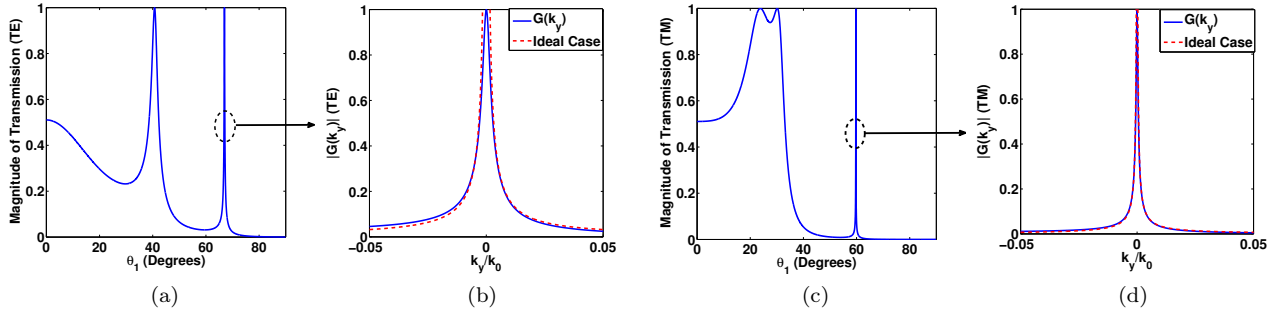 Magnitude of Transmission (TE)
1
0.8
0.6
0.4
0.2
0
0 20 40 60 80
θ1 (Degrees)
(a)
|G(ky)| (TE)
1
0.8
0.6
0.4
0.2
0
−0.05 0 0.05
ky/k0
G(ky)
Ideal Case
(b)
Magnitude of Transmission (TM)
1
0.8
0.6
0.4
0.2
0
0 20 40 60 80
θ1 (Degrees)
(c)
|G(ky)| (TM)
1
0.8
0.6
0.4
0.2
0
−0.05 0 0.05
ky/k0
G(ky)
Ideal Case
(d)